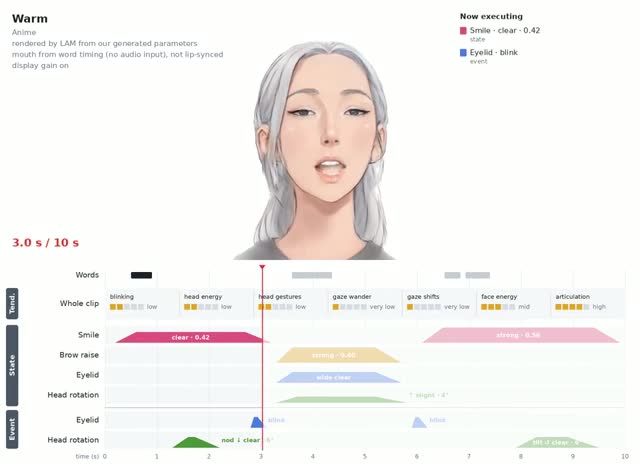 Warm
Anime
rendered by LAM from our generated parameters
mouth from word timing (no audio input), not lip-synced
display gain on
Now executing
Smile · clear · 0.42
state
Eyelid · blink
event
3.0 s / 10 s
Words
Tend.
Whole clip
blinking
low
head energy
low
head gestures
low
gaze wander
very low
gaze shifts
very low
face energy
mid
articulation
high
State
Smile
clear · 0.42
strong · 0.56
Brow raise
strong · 0.40
Eyelid
wide clear
Head rotation
↑ slight · 4°
Event
Eyelid
blink
blink
Head rotation
nod ↓ clear · 6°
time (s)
0 1 2 3 4 5 6 7 8 9 10